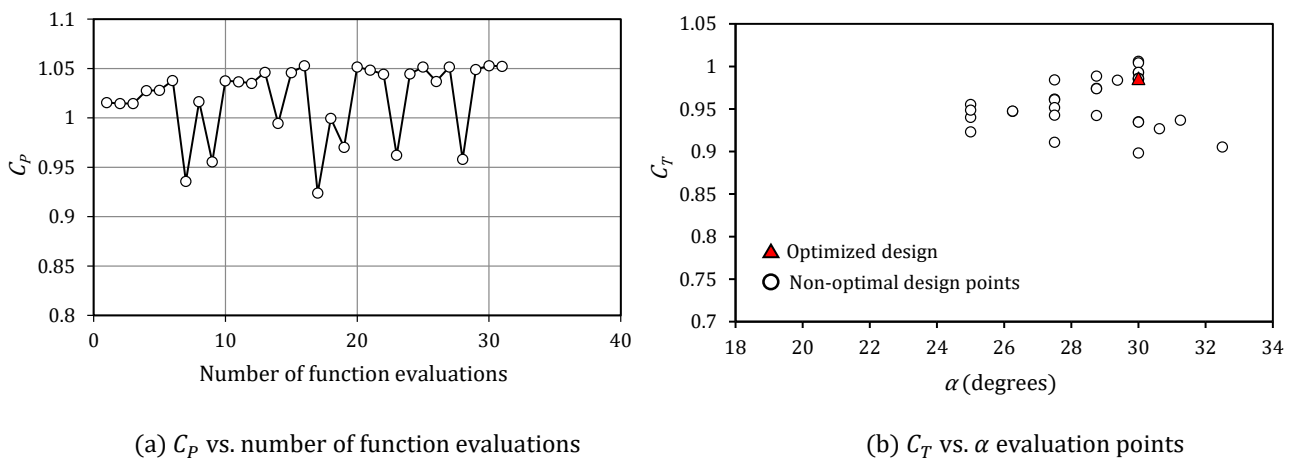 1.1
1.05
1
0.95
0.9
0.85
0.8
C_P
0 10 20 30 40
Number of function evaluations
(a) C_P vs. number of function evaluations
1.05
1
0.95
0.9
0.85
0.8
0.75
0.7
C_T
Optimized design
Non-optimal design points
18 20 22 24 26 28 30 32 34
α (degrees)
(b) C_T vs. α evaluation points